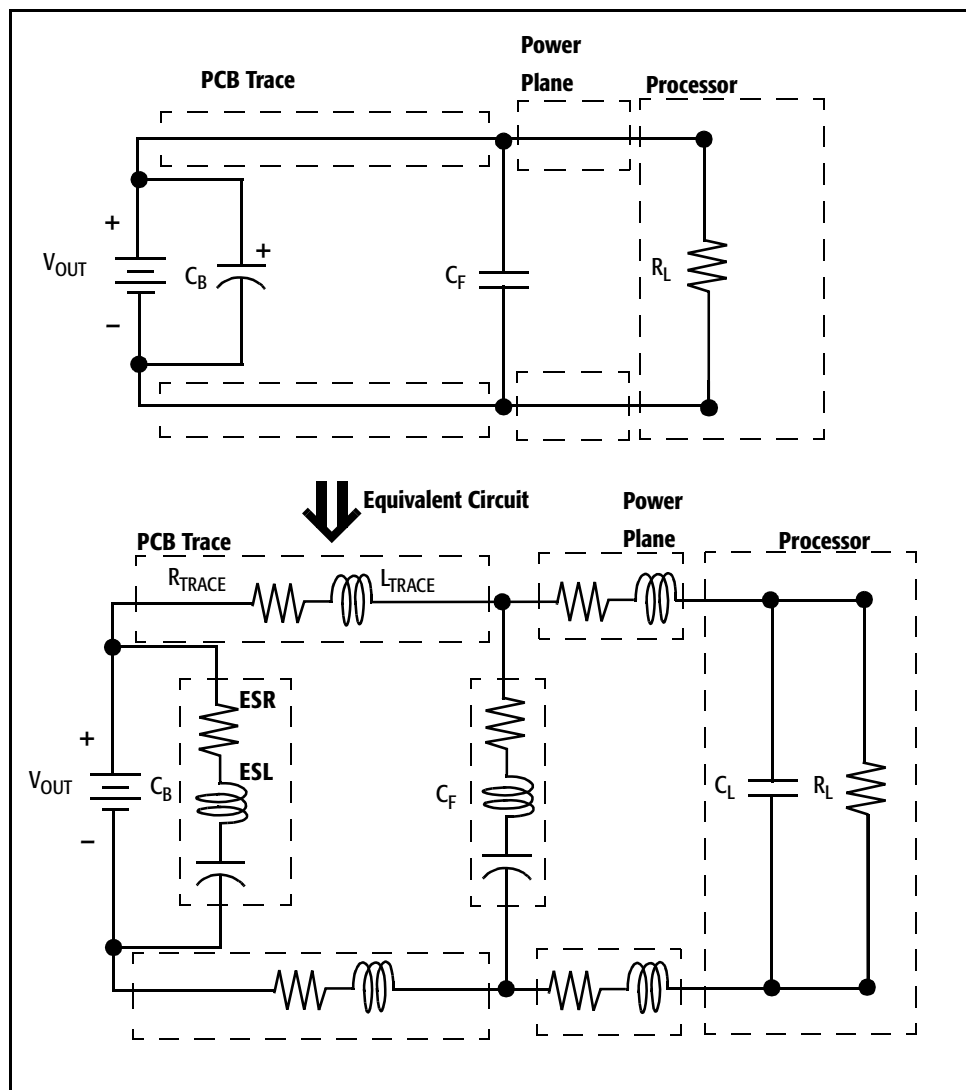 Power
Plane
PCB Trace
Processor
+
+
V_OUT
C_B
C_F
R_L
−
Equivalent Circuit
Power
Plane
PCB Trace
Processor
R_TRACE
L_TRACE
ESR
+
ESL
V_OUT
C_B
C_F
C_L
R_L
−